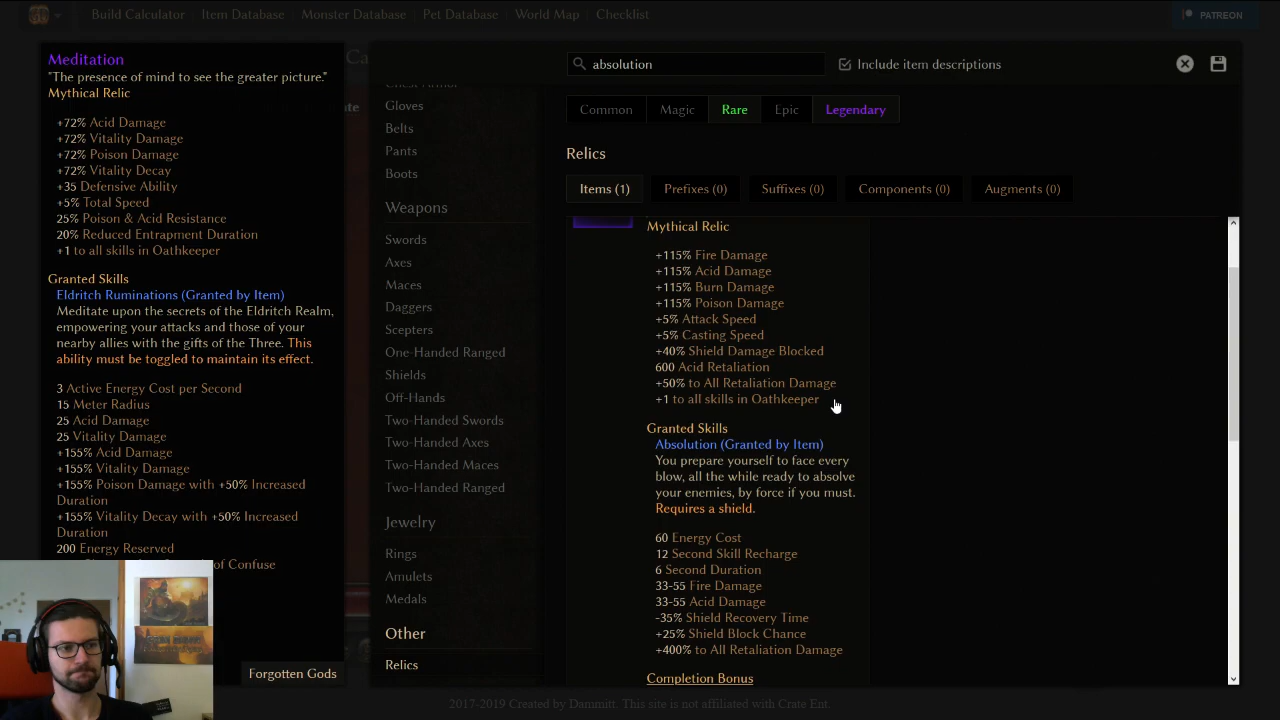 Build Calculator
Item Database
Monster Database
Pet Database
World Map
Checklist
PATREON
Meditation
"The presence of mind to see the greater picture."
Mythical Relic
+72% Acid Damage
+72% Vitality Damage
+72% Poison Damage
+72% Vitality Decay
+35 Defensive Ability
+5% Total Speed
25% Poison & Acid Resistance
20% Reduced Entrapment Duration
+1 to all skills in Oathkeeper
Granted Skills
Eldritch Ruminations (Granted by Item)
Meditate upon the secrets of the Eldritch Realm,
empowering your attacks and those of your
nearby allies with the gifts of the Three. This
ability must be toggled to maintain its effect.
3 Active Energy Cost per Second
15 Meter Radius
25 Acid Damage
25 Vitality Damage
+155% Acid Damage
+155% Vitality Damage
+155% Poison Damage with +50% Increased
Duration
+155% Vitality Decay with +50% Increased
Duration
200 Energy Reserved
of Confuse
Forgotten Gods
absolution
Include item descriptions
Gloves
Belts
Pants
Boots
Weapons
Swords
Axes
Maces
Daggers
Scepters
One-Handed Ranged
Shields
Off-Hands
Two-Handed Swords
Two-Handed Axes
Two-Handed Maces
Two-Handed Ranged
Jewelry
Rings
Amulets
Medals
Other
Relics
Common
Magic
Rare
Epic
Legendary
Relics
Items (1)
Prefixes (0)
Suffixes (0)
Components (0)
Augments (0)
Mythical Relic
+115% Fire Damage
+115% Acid Damage
+115% Burn Damage
+115% Poison Damage
+5% Attack Speed
+5% Casting Speed
+40% Shield Damage Blocked
600 Acid Retaliation
+50% to All Retaliation Damage
+1 to all skills in Oathkeeper
Granted Skills
Absolution (Granted by Item)
You prepare yourself to face every
blow, all the while ready to absolve
your enemies, by force if you must.
Requires a shield.
60 Energy Cost
12 Second Skill Recharge
6 Second Duration
33-55 Fire Damage
33-55 Acid Damage
-35% Shield Recovery Time
+25% Shield Block Chance
+400% to All Retaliation Damage
Completion Bonus
2017-2019 Created by Dammitt. This site is not affiliated with Crate Ent.